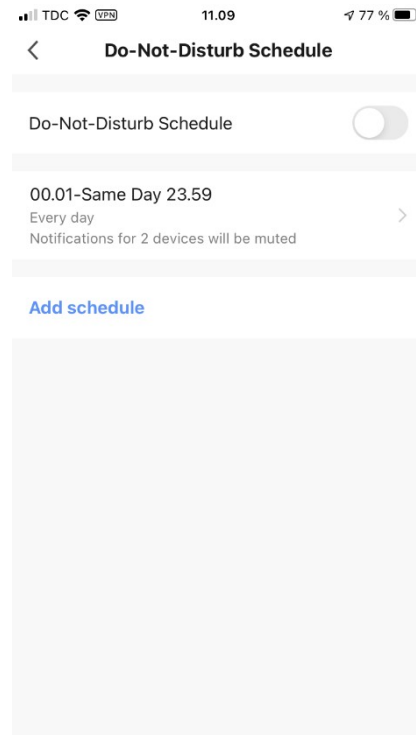 TDC VPN 11.09 77 %
Do-Not-Disturb Schedule
Do-Not-Disturb Schedule
00.01-Same Day 23.59
Every day
Notifications for 2 devices will be muted
Add schedule